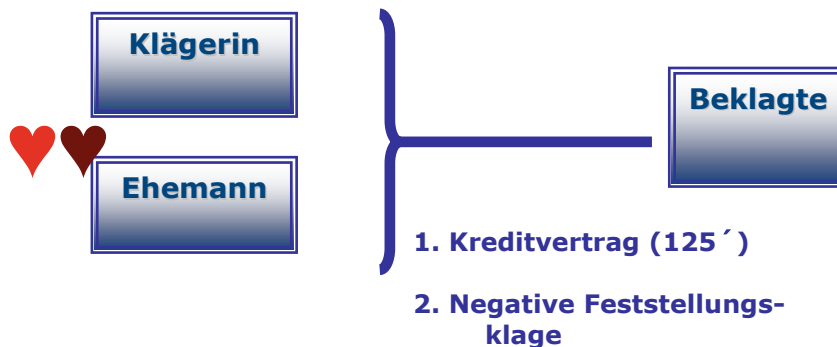 Klägerin
Beklagte
Ehemann
1. Kreditvertrag (125´)
2. Negative Feststellungs-
klage